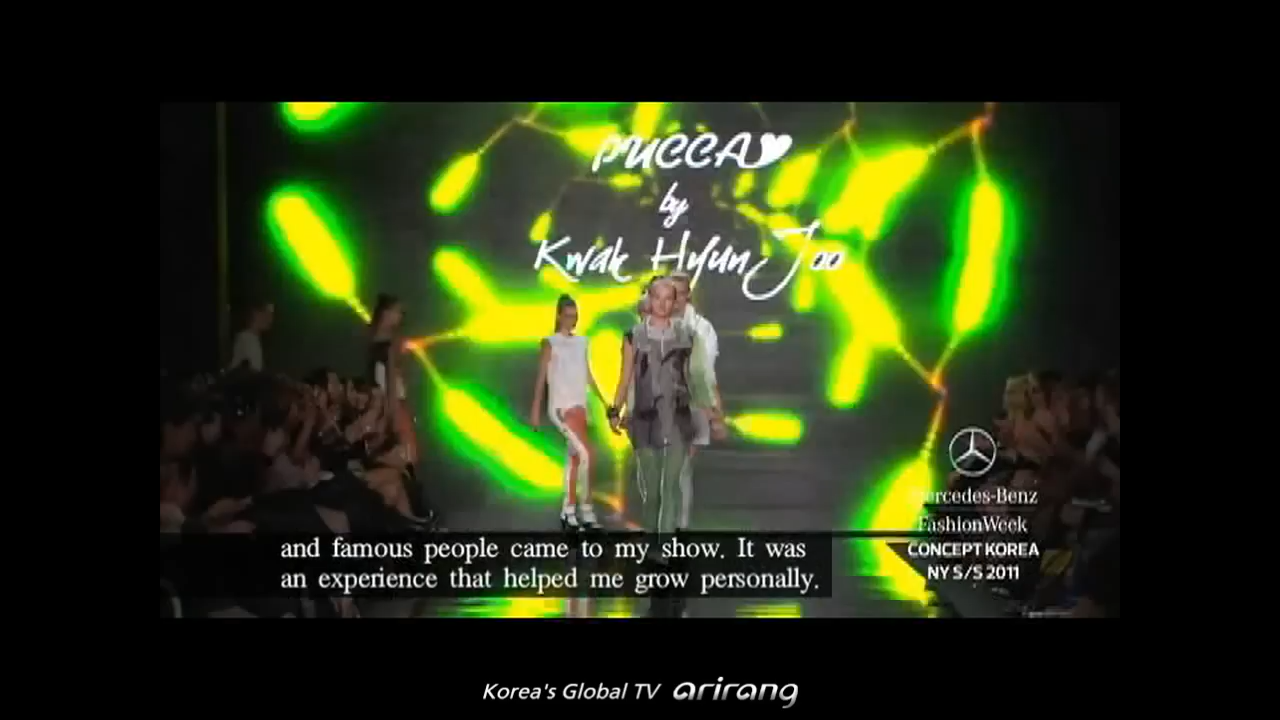 PUCCA
by
Kwak Hyun Joo
Mercedes-Benz
FashionWeek
CONCEPT KOREA
NY S/S 2011
and famous people came to my show. It was
an experience that helped me grow personally.
Korea's Global TV arirang